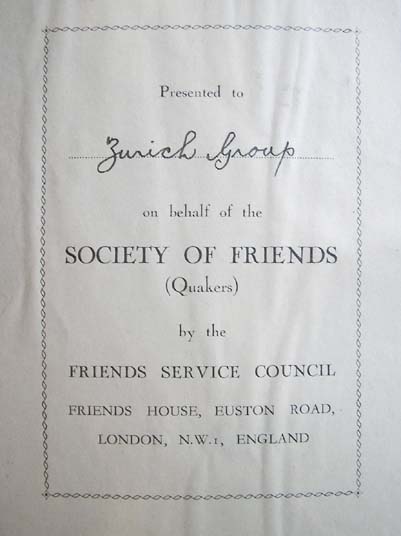 Presented to
Zurich Group
on behalf of the
SOCIETY OF FRIENDS
(Quakers)
by the
FRIENDS SERVICE COUNCIL
FRIENDS HOUSE, EUSTON ROAD,
LONDON, N.W.1, ENGLAND